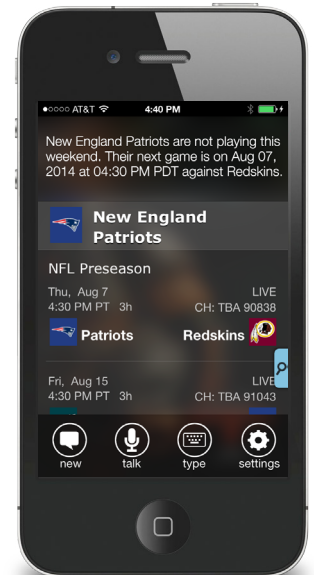 AT&T 4:40 PM
New England Patriots are not playing this
weekend. Their next game is on Aug 07,
2014 at 04:30 PM PDT against Redskins.
New England
Patriots
NFL Preseason
Thu, Aug 7 LIVE
4:30 PM PT 3h CH: TBA 90838
Patriots Redskins
Fri, Aug 15 LIVE
4:30 PM PT 3h CH: TBA 91043
new talk type settings